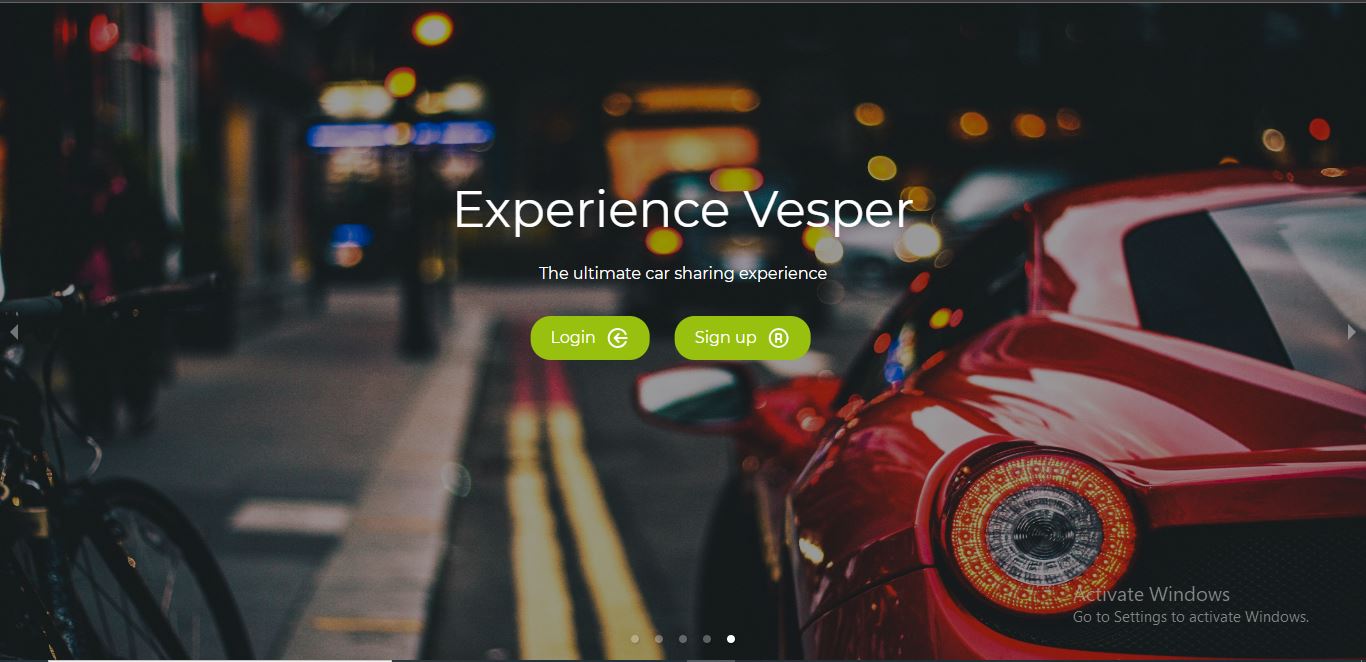 Experience Vesper
The ultimate car sharing experience
Login
Sign up ®
Activate Windows
Go to Settings to activate Windows.